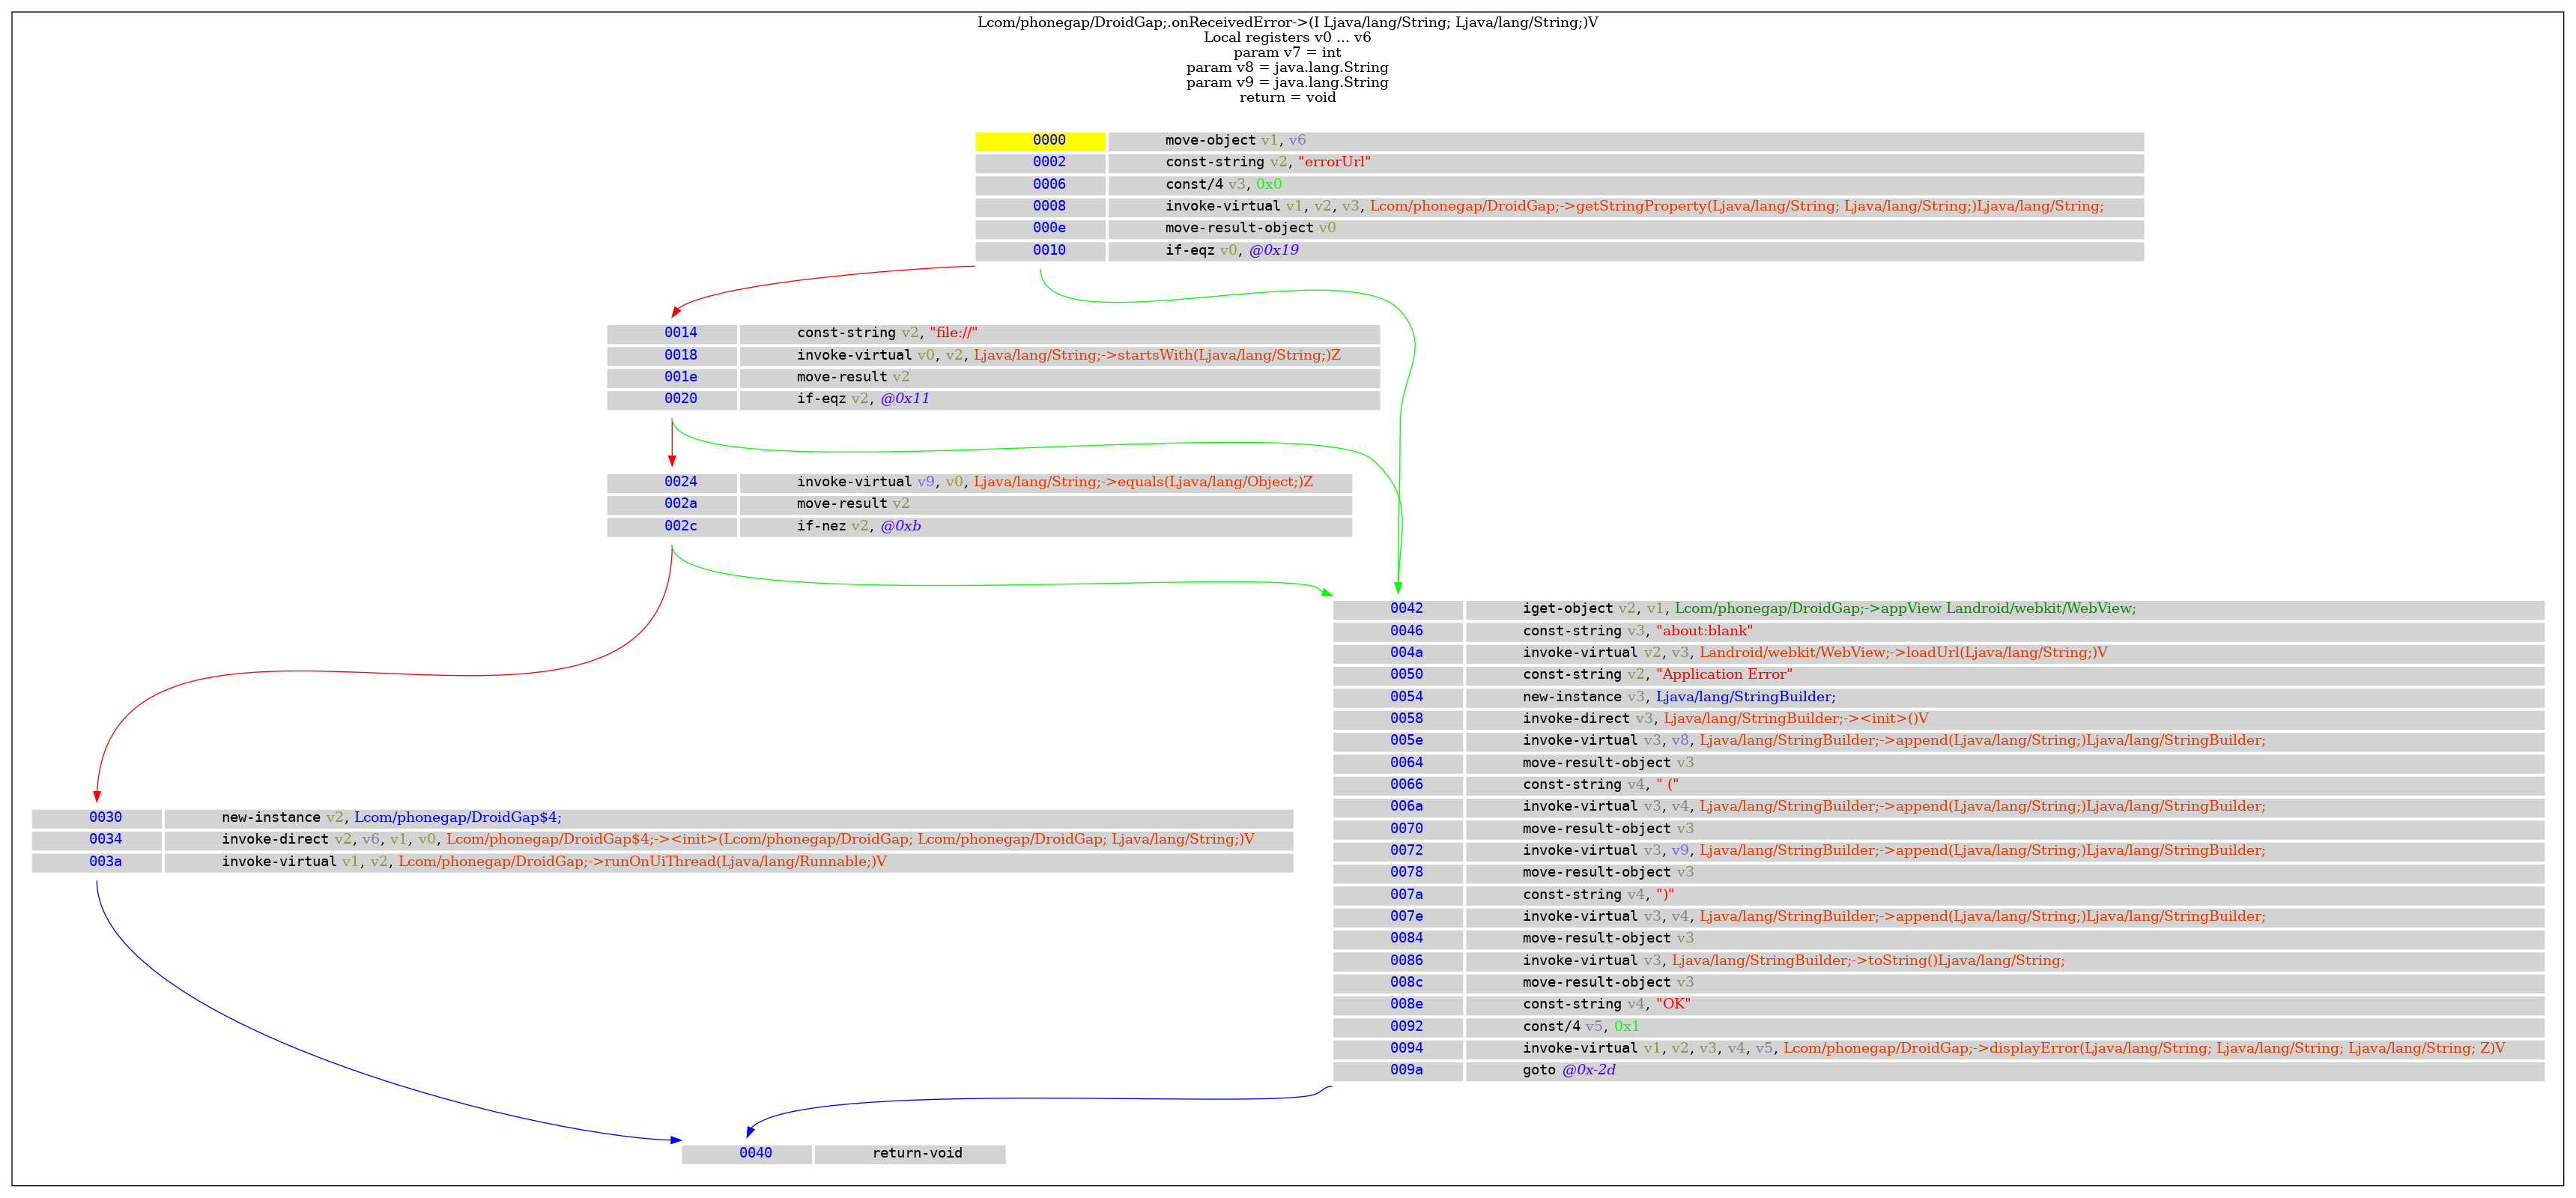 Lcom/phonegap/DroidGap;.onReceivedError->(I Ljava/lang/String; Ljava/lang/String;)V
Local registers v0 ... v6
param v7 = int
param v8 = java.lang.String
param v9 = java.lang.String
return = void
0000 move-object v1, v6
0002 const-string v2, "errorUrl"
0006 const/4 v3, 0x0
0008 invoke-virtual v1, v2, v3, Lcom/phonegap/DroidGap;->getStringProperty(Ljava/lang/String; Ljava/lang/String;)Ljava/lang/String;
000e move-result-object v0
0010 if-eqz v0, @0x19
0014 const-string v2, "file://"
0018 invoke-virtual v0, v2, Ljava/lang/String;->startsWith(Ljava/lang/String;)Z
001e move-result v2
0020 if-eqz v2, @0x11
0024 invoke-virtual v9, v0, Ljava/lang/String;->equals(Ljava/lang/Object;)Z
002a move-result v2
002c if-nez v2, @0xb
0030 new-instance v2, Lcom/phonegap/DroidGap$4;
0034 invoke-direct v2, v6, v1, v0, Lcom/phonegap/DroidGap$4;-><init>(Lcom/phonegap/DroidGap; Lcom/phonegap/DroidGap; Ljava/lang/String;)V
003a invoke-virtual v1, v2, Lcom/phonegap/DroidGap;->runOnUiThread(Ljava/lang/Runnable;)V
0042 iget-object v2, v1, Lcom/phonegap/DroidGap;->appView Landroid/webkit/WebView;
0046 const-string v3, "about:blank"
004a invoke-virtual v2, v3, Landroid/webkit/WebView;->loadUrl(Ljava/lang/String;)V
0050 const-string v2, "Application Error"
0054 new-instance v3, Ljava/lang/StringBuilder;
0058 invoke-direct v3, Ljava/lang/StringBuilder;-><init>()V
005e invoke-virtual v3, v8, Ljava/lang/StringBuilder;->append(Ljava/lang/String;)Ljava/lang/StringBuilder;
0064 move-result-object v3
0066 const-string v4, " ("
006a invoke-virtual v3, v4, Ljava/lang/StringBuilder;->append(Ljava/lang/String;)Ljava/lang/StringBuilder;
0070 move-result-object v3
0072 invoke-virtual v3, v9, Ljava/lang/StringBuilder;->append(Ljava/lang/String;)Ljava/lang/StringBuilder;
0078 move-result-object v3
007a const-string v4, ")"
007e invoke-virtual v3, v4, Ljava/lang/StringBuilder;->append(Ljava/lang/String;)Ljava/lang/StringBuilder;
0084 move-result-object v3
0086 invoke-virtual v3, Ljava/lang/StringBuilder;->toString()Ljava/lang/String;
008c move-result-object v3
008e const-string v4, "OK"
0092 const/4 v5, 0x1
0094 invoke-virtual v1, v2, v3, v4, v5, Lcom/phonegap/DroidGap;->displayError(Ljava/lang/String; Ljava/lang/String; Ljava/lang/String; Z)V
009a goto @0x-2d
0040 return-void